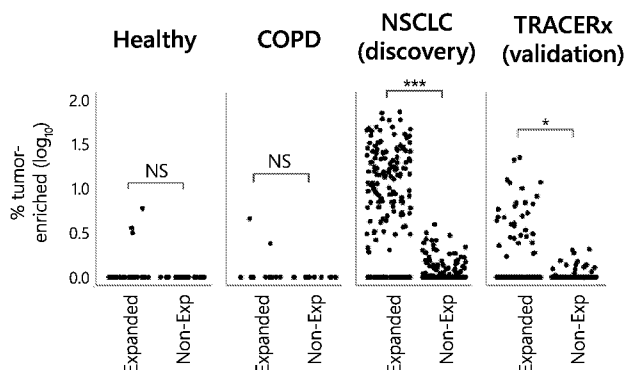 Healthy
COPD
NSCLC
(discovery)
TRACERx
(validation)
% tumor-
enriched (log10)
2.0
1.5
1.0
0.5
0.0
NS
NS
***
*
Expanded
Non-Exp
Expanded
Non-Exp
Expanded
Non-Exp
Expanded
Non-Exp